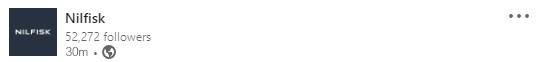 NILFISK
Nilfisk
52,272 followers
30m •